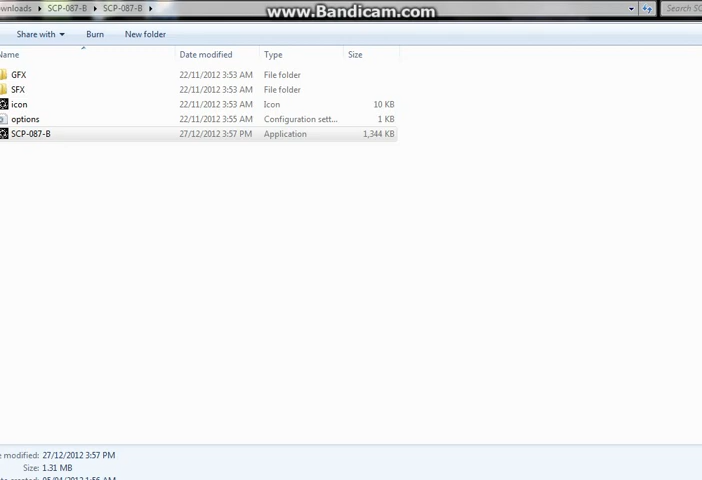 www.Bandicam.com
wnloads SCP-087-B SCP-087-B Search SC
Share with Burn New folder
Name Date modified Type Size
GFX 22/11/2012 3:53 AM File folder
SFX 22/11/2012 3:53 AM File folder
icon 22/11/2012 3:53 AM Icon 10 KB
options 22/11/2012 3:55 AM Configuration sett... 1 KB
SCP-087-B 27/12/2012 3:57 PM Application 1,344 KB
e modified: 27/12/2012 3:57 PM
Size: 1.31 MB